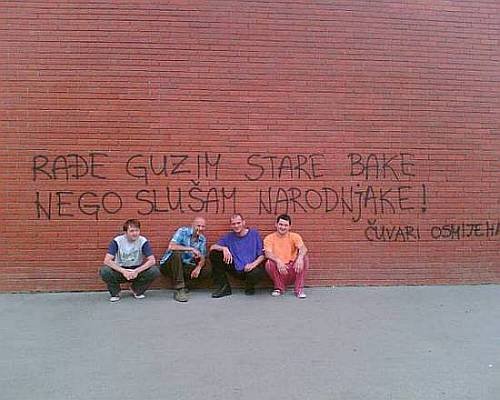 RAĐE GUZIM STARE BAKE
NEGO SLUŠAM NARODNJAKE!
ČUVARI OSMIJEHA